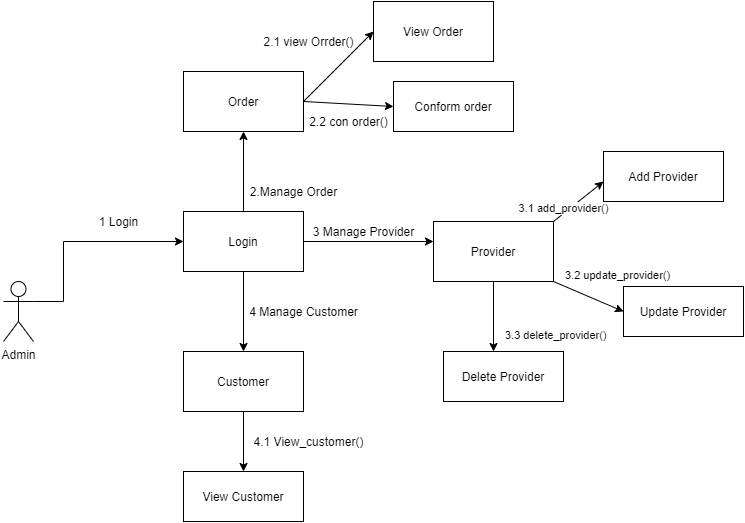 View Order
2.1 view Orrder()
Order
Conform order
2.2 con order()
Add Provider
2.Manage Order
3.1 add_provider()
1 Login
3 Manage Provider
Login
Provider
3.2 update_provider()
4 Manage Customer
Update Provider
3.3 delete_provider()
Admin
Customer
Delete Provider
4.1 View_customer()
View Customer